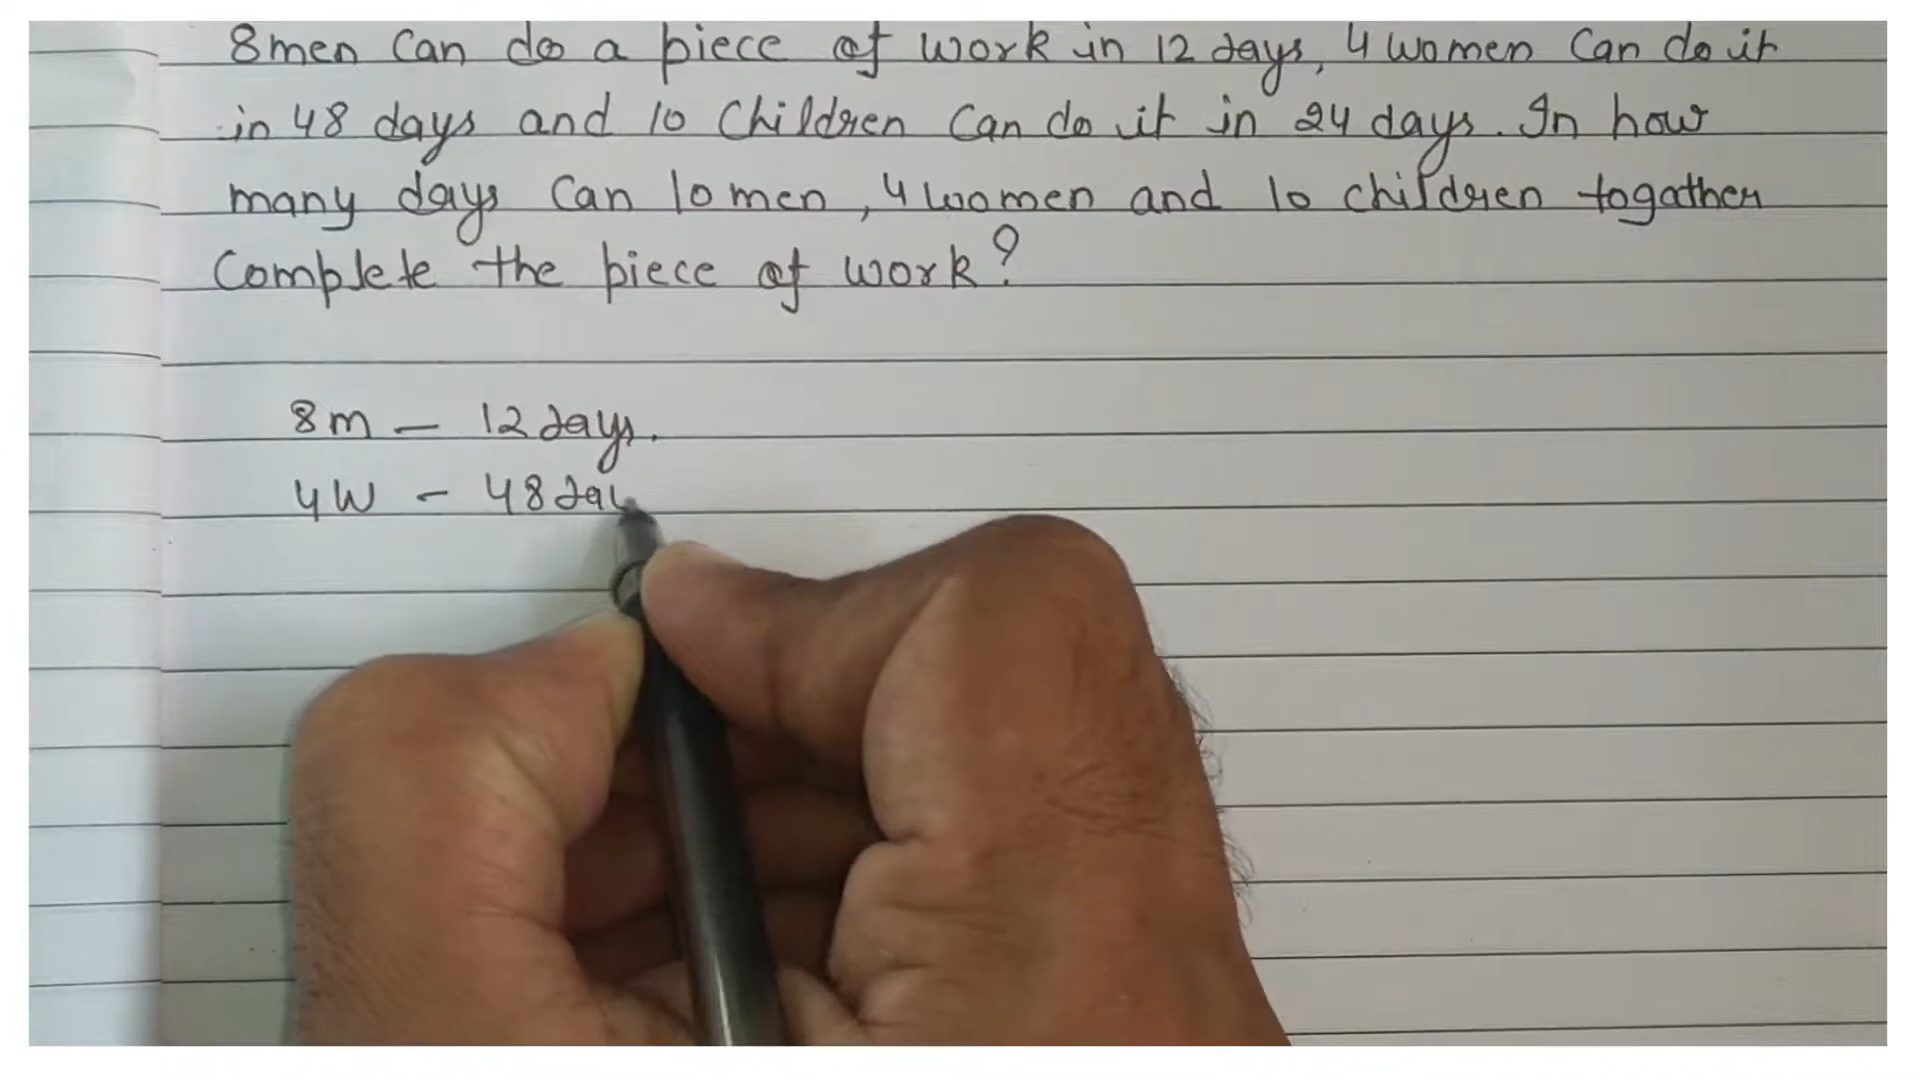 8men Can do a piece of work in 12 days, 4 women Can do it
in 48 days and 10 Children Can do it in 24 days. In how
many days Can 10 men, 4 women and 10 children togather
Complete the piece of work?
8m — 12 days.
4W - 48 day